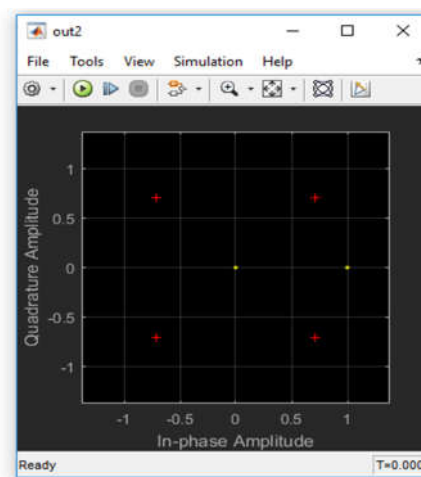 out2
File Tools View Simulation Help
Quadrature Amplitude
1
0.5
0
-0.5
-1
-1 -0.5 0 0.5 1
In-phase Amplitude
Ready T=0.000